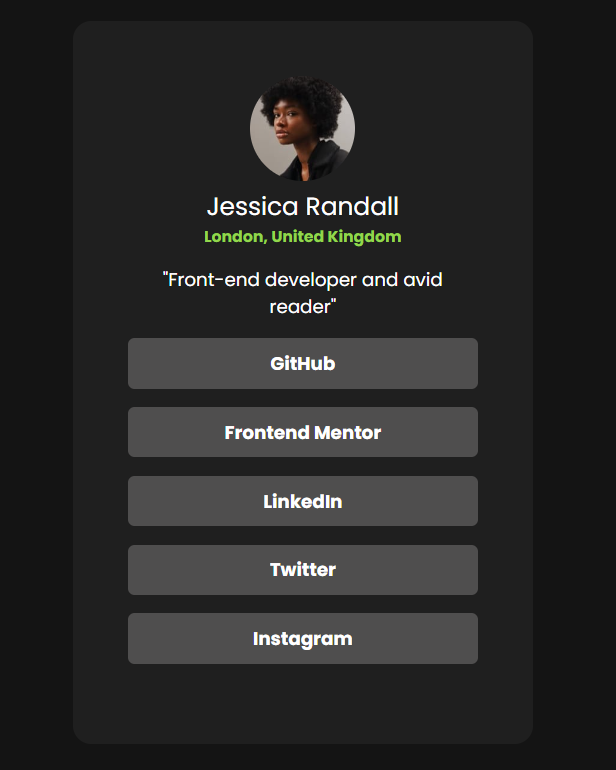 Jessica Randall
London, United Kingdom
"Front-end developer and avid
reader"
GitHub
Frontend Mentor
LinkedIn
Twitter
Instagram